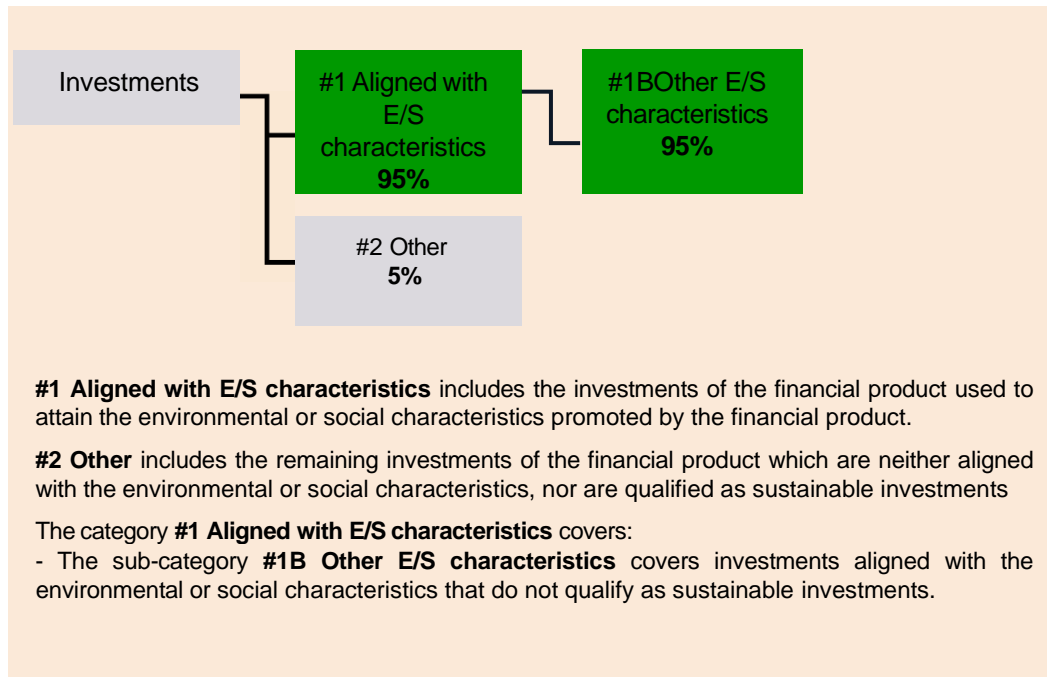 Investments
#1 Aligned with
E/S
characteristics
95%
#1BOther E/S
characteristics
95%
#2 Other
5%
#1 Aligned with E/S characteristics includes the investments of the financial product used to
attain the environmental or social characteristics promoted by the financial product.
#2 Other includes the remaining investments of the financial product which are neither aligned
with the environmental or social characteristics, nor are qualified as sustainable investments
The category #1 Aligned with E/S characteristics covers:
- The sub-category #1B Other E/S characteristics covers investments aligned with the
environmental or social characteristics that do not qualify as sustainable investments.